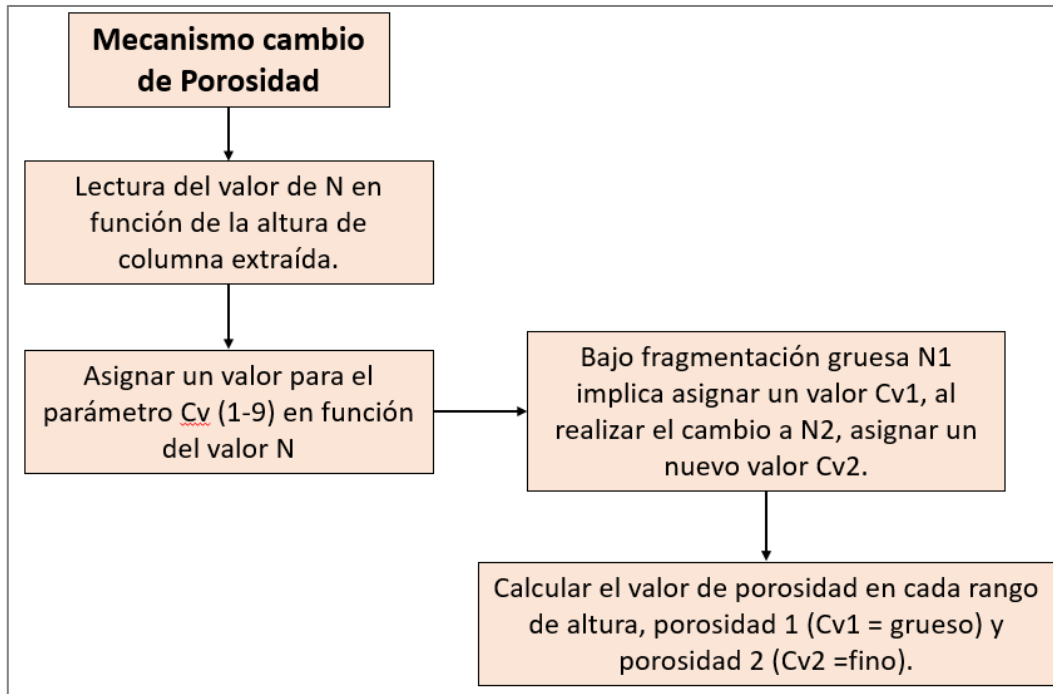 Mecanismo cambio
de Porosidad
Lectura del valor de N en
función de la altura de
columna extraída.
Asignar un valor para el
parámetro Cv (1-9) en función
del valor N
Bajo fragmentación gruesa N1
implica asignar un valor Cv1, al
realizar el cambio a N2, asignar un
nuevo valor Cv2.
Calcular el valor de porosidad en cada rango
de altura, porosidad 1 (Cv1 = grueso) y
porosidad 2 (Cv2 =fino).